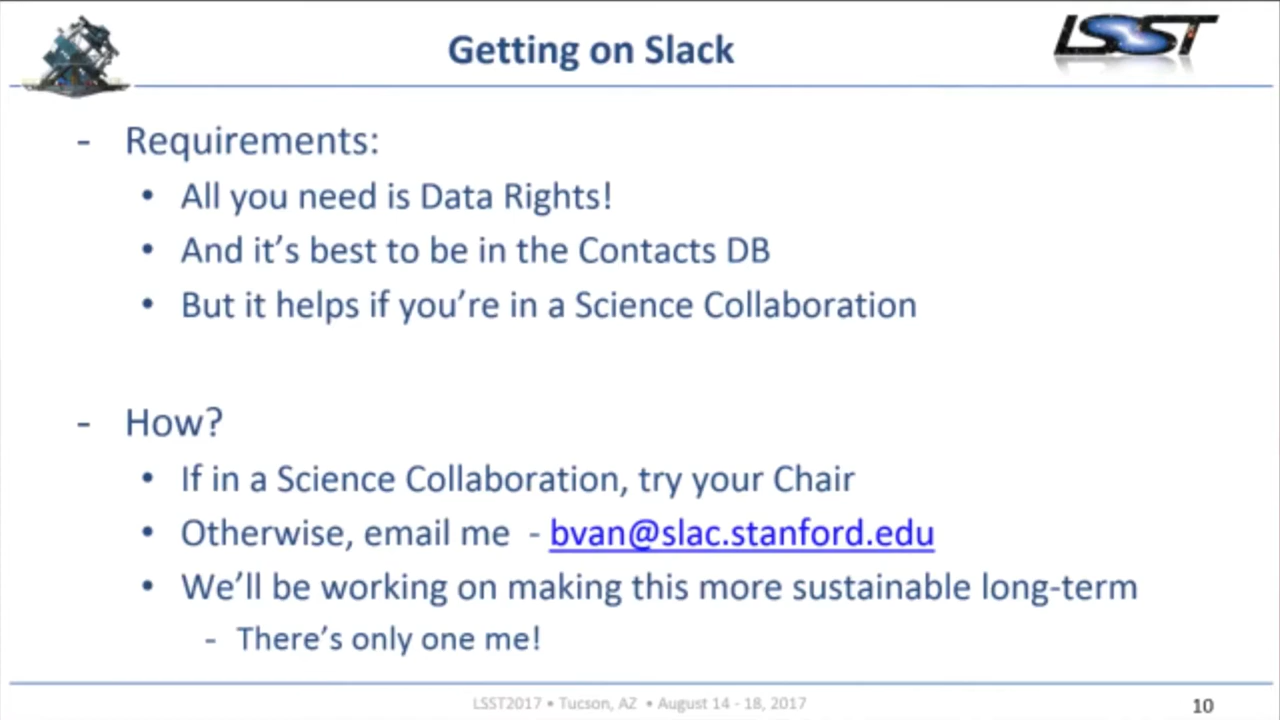 Getting on Slack
LSST
- Requirements:
• All you need is Data Rights!
• And it's best to be in the Contacts DB
• But it helps if you're in a Science Collaboration
- How?
• If in a Science Collaboration, try your Chair
• Otherwise, email me - bvan@slac.stanford.edu
• We'll be working on making this more sustainable long-term
- There's only one me!
LSST2017 • Tucson, AZ • August 14 - 18, 2017
10